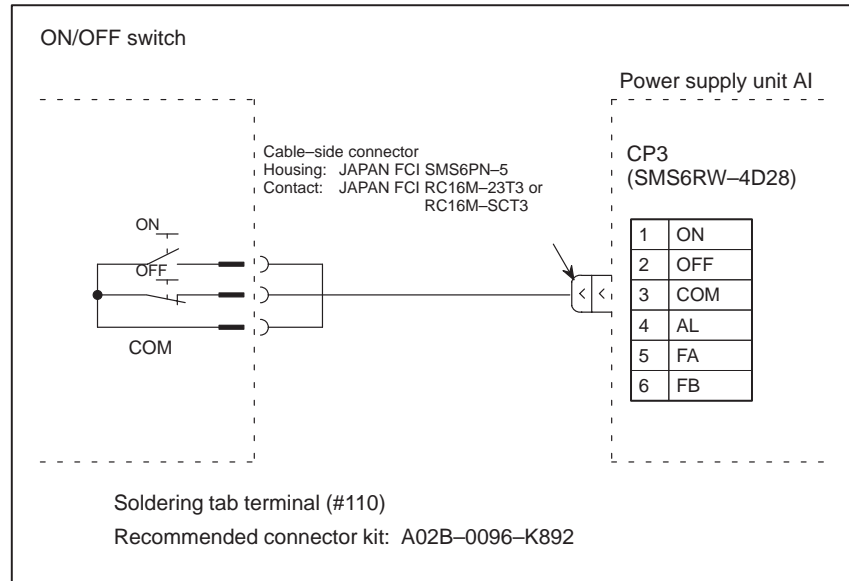 ON/OFF switch
Power supply unit AI
Cable–side connector
Housing: JAPAN FCI SMS6PN–5
Contact: JAPAN FCI RC16M–23T3 or
RC16M–SCT3
CP3
(SMS6RW–4D28)
ON
OFF
COM
1 ON
2 OFF
3 COM
4 AL
5 FA
6 FB
Soldering tab terminal (#110)
Recommended connector kit: A02B–0096–K892